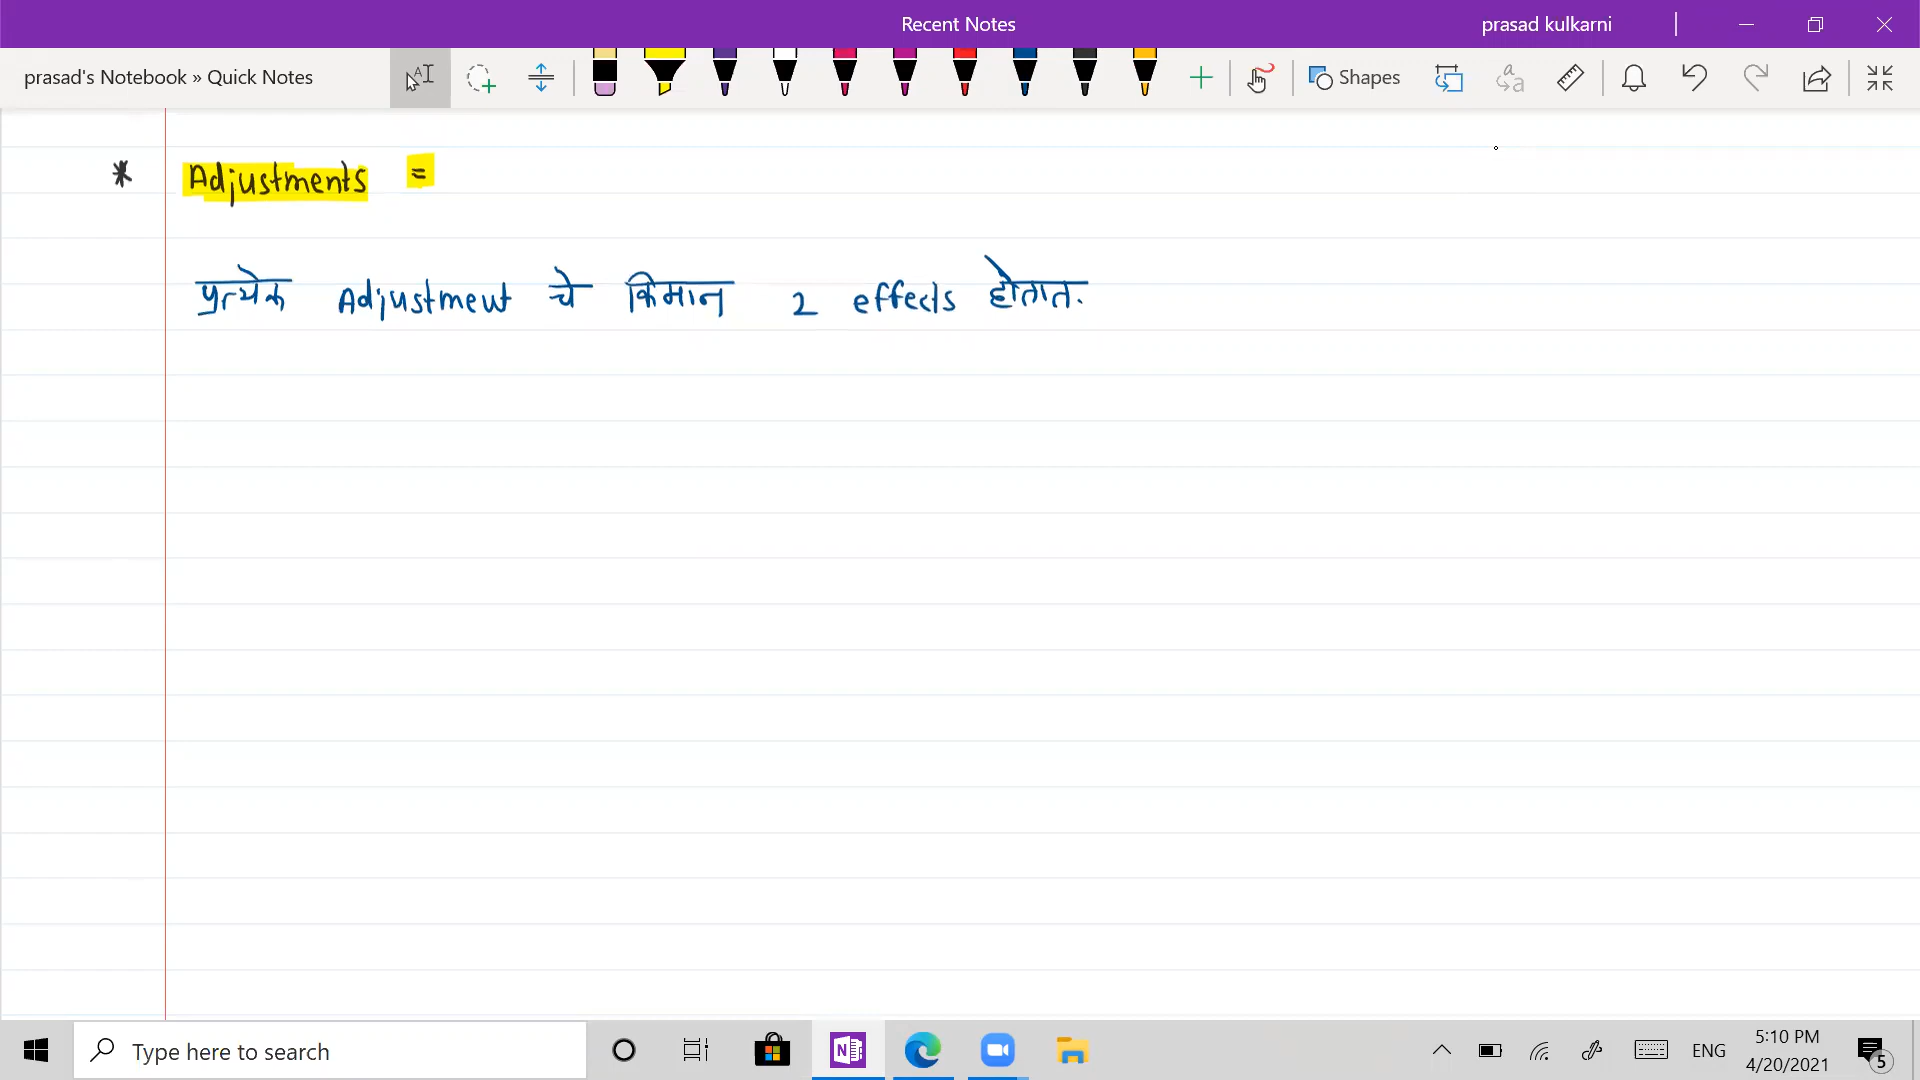 Recent Notes
prasad kulkarni
prasad's Notebook » Quick Notes
Shapes
* Adjustments =
प्रत्येक Adjustment चे किमान 2 effects होतात.
Type here to search
ENG
5:10 PM
4/20/2021
5